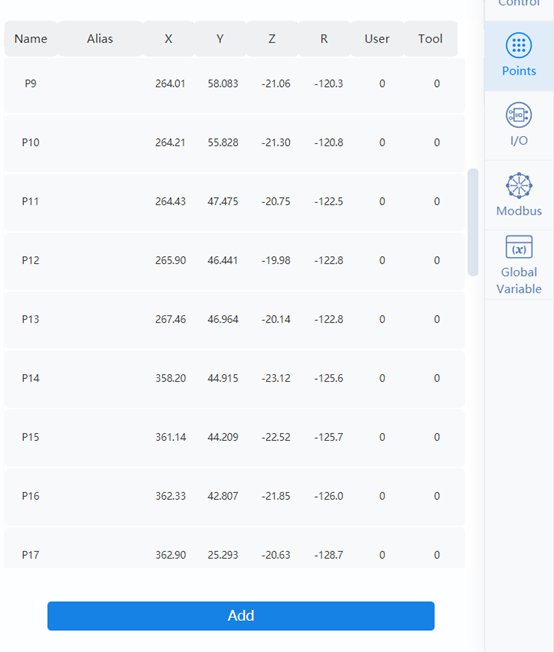 Control
Name Alias X Y Z R User Tool
P9 264.01 58.083 -21.06 -120.3 0 0
Points
P10 264.21 55.828 -21.30 -120.8 0 0
I/O
I/O
P11 264.43 47.475 -20.75 -122.5 0 0
Modbus
P12 265.90 46.441 -19.98 -122.8 0 0
(x)
Global
Variable
P13 267.46 46.964 -20.14 -122.8 0 0
P14 358.20 44.915 -23.12 -125.6 0 0
P15 361.14 44.209 -22.52 -125.7 0 0
P16 362.33 42.807 -21.85 -126.0 0 0
P17 362.90 25.293 -20.63 -128.7 0 0
Add